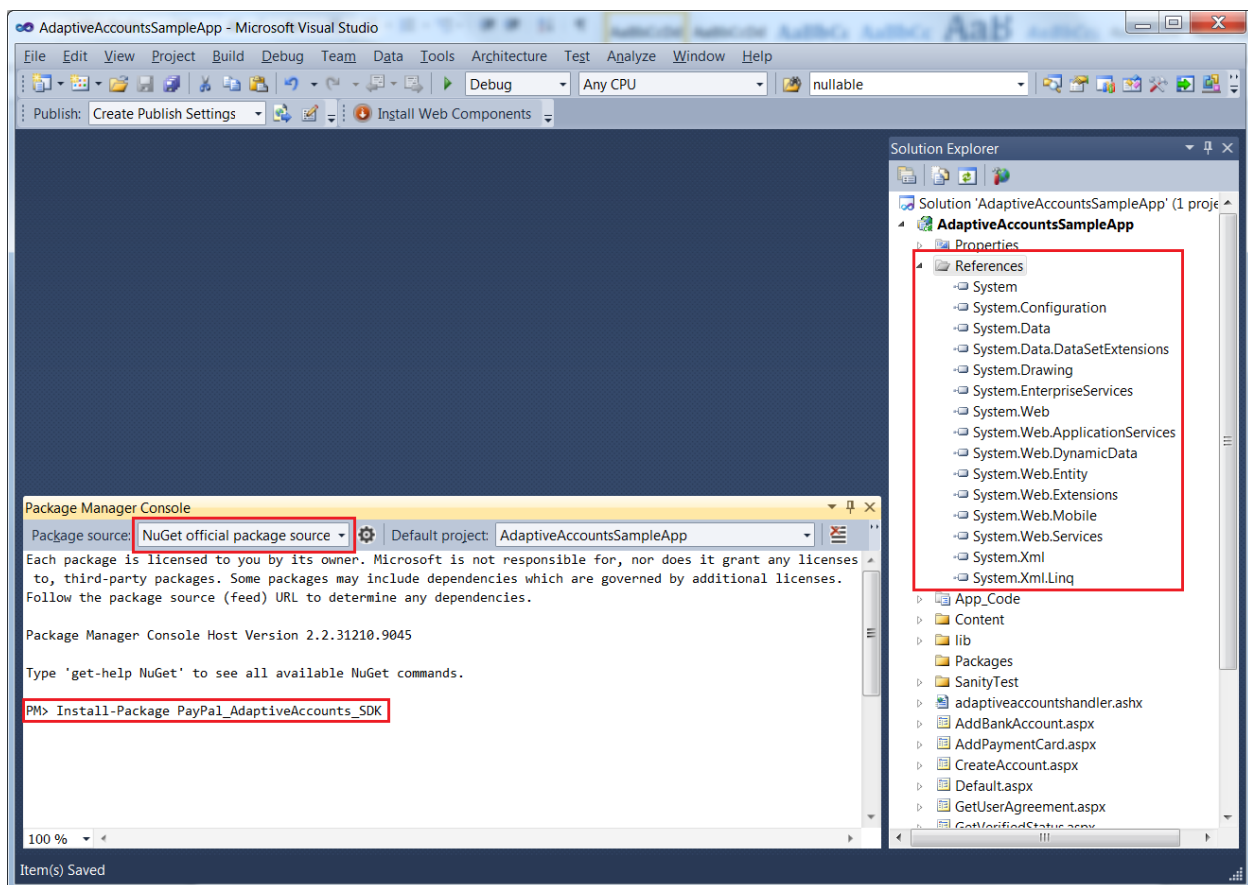 AdaptiveAccountsSampleApp - Microsoft Visual Studio
File Edit View Project Build Debug Team Data Tools Architecture Test Analyze Window Help
Debug Any CPU nullable
Publish: Create Publish Settings Install Web Components
Solution Explorer
Solution 'AdaptiveAccountsSampleApp' (1 proje
AdaptiveAccountsSampleApp
Properties
References
System
System.Configuration
System.Data
System.Data.DataSetExtensions
System.Drawing
System.EnterpriseServices
System.Web
System.Web.ApplicationServices
System.Web.DynamicData
System.Web.Entity
System.Web.Extensions
System.Web.Mobile
System.Web.Services
System.Xml
System.Xml.Linq
App_Code
Content
lib
Packages
SanityTest
adaptiveaccountshandler.ashx
AddBankAccount.aspx
AddPaymentCard.aspx
CreateAccount.aspx
Default.aspx
GetUserAgreement.aspx
GetVerifiedStatus.aspx
Package Manager Console
Package source: NuGet official package source Default project: AdaptiveAccountsSampleApp
Each package is licensed to you by its owner. Microsoft is not responsible for, nor does it grant any licenses
to, third-party packages. Some packages may include dependencies which are governed by additional licenses.
Follow the package source (feed) URL to determine any dependencies.
Package Manager Console Host Version 2.2.31210.9045
Type 'get-help NuGet' to see all available NuGet commands.
PM> Install-Package PayPal_AdaptiveAccounts_SDK
100 %
Item(s) Saved